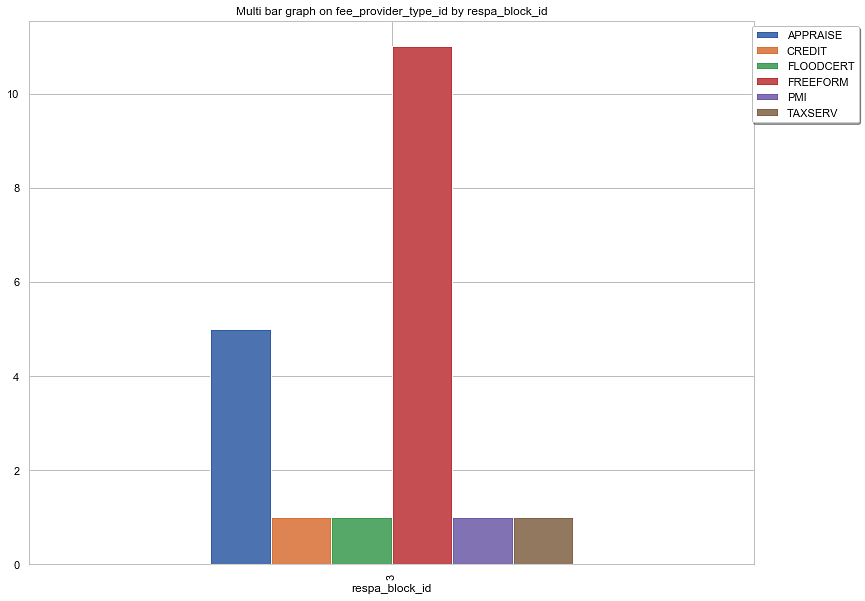 Multi bar graph on fee_provider_type_id by respa_block_id
APPRAISE
CREDIT
FLOODCERT
FREEFORM
PMI
TAXSERV
10
8
6
4
2
0
3
respa_block_id